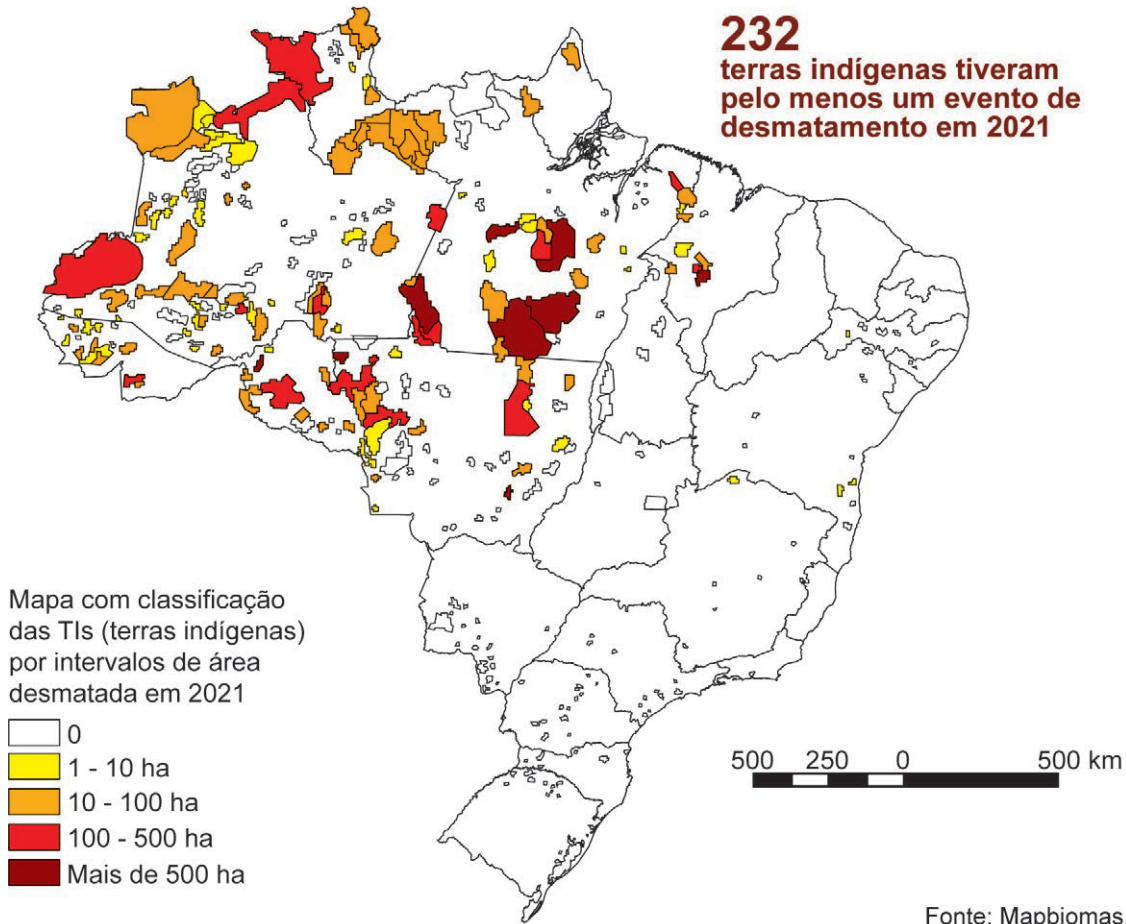 232
terras indígenas tiveram
pelo menos um evento de
desmatamento em 2021
Mapa com classificação
das TIs (terras indígenas)
por intervalos de área
desmatada em 2021
0
1 - 10 ha
10 - 100 ha
100 - 500 ha
Mais de 500 ha
500 250 0 500 km
Fonte: Mapbiomas